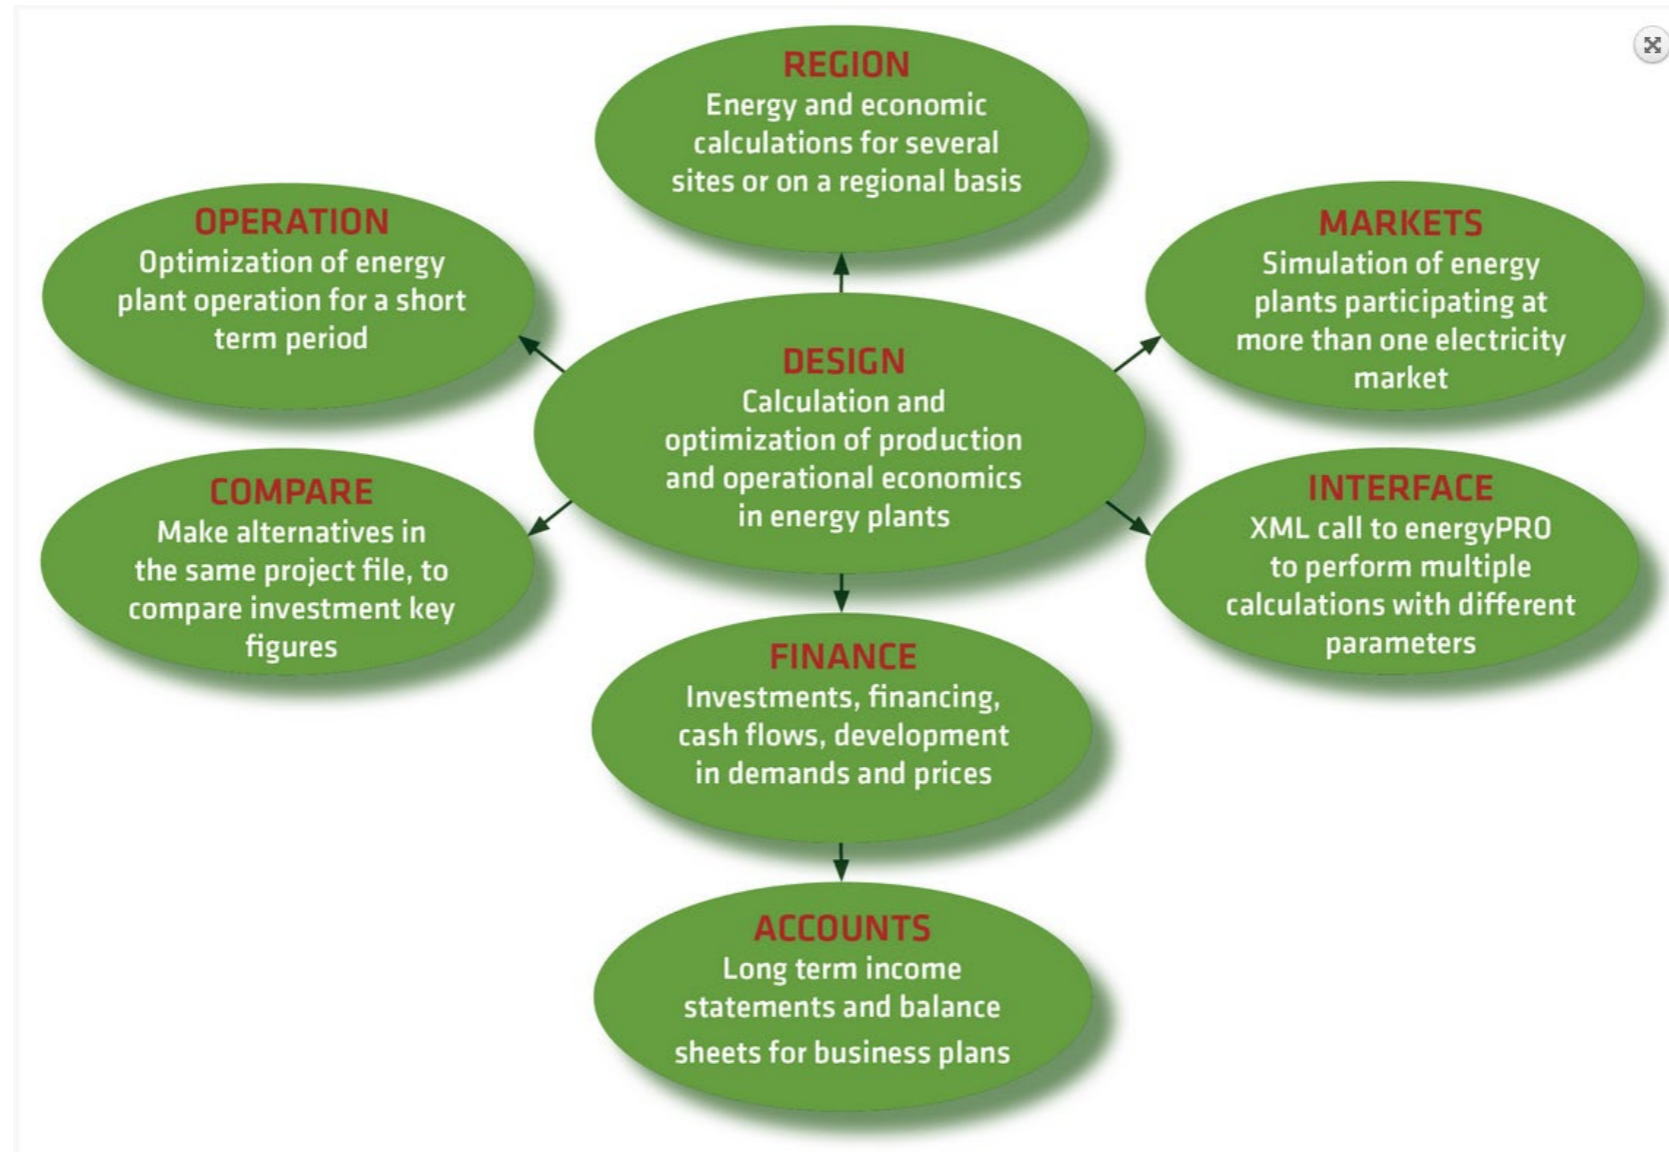 REGION
Energy and economic
calculations for several
sites or on a regional basis
OPERATION
Optimization of energy
plant operation for a short
term period
MARKETS
Simulation of energy
plants participating at
more than one electricity
market
DESIGN
Calculation and
optimization of production
and operational economics
in energy plants
COMPARE
Make alternatives in
the same project file, to
compare investment key
figures
INTERFACE
XML call to energyPRO
to perform multiple
calculations with different
parameters
FINANCE
Investments, financing,
cash flows, development
in demands and prices
ACCOUNTS
Long term income
statements and balance
sheets for business plans